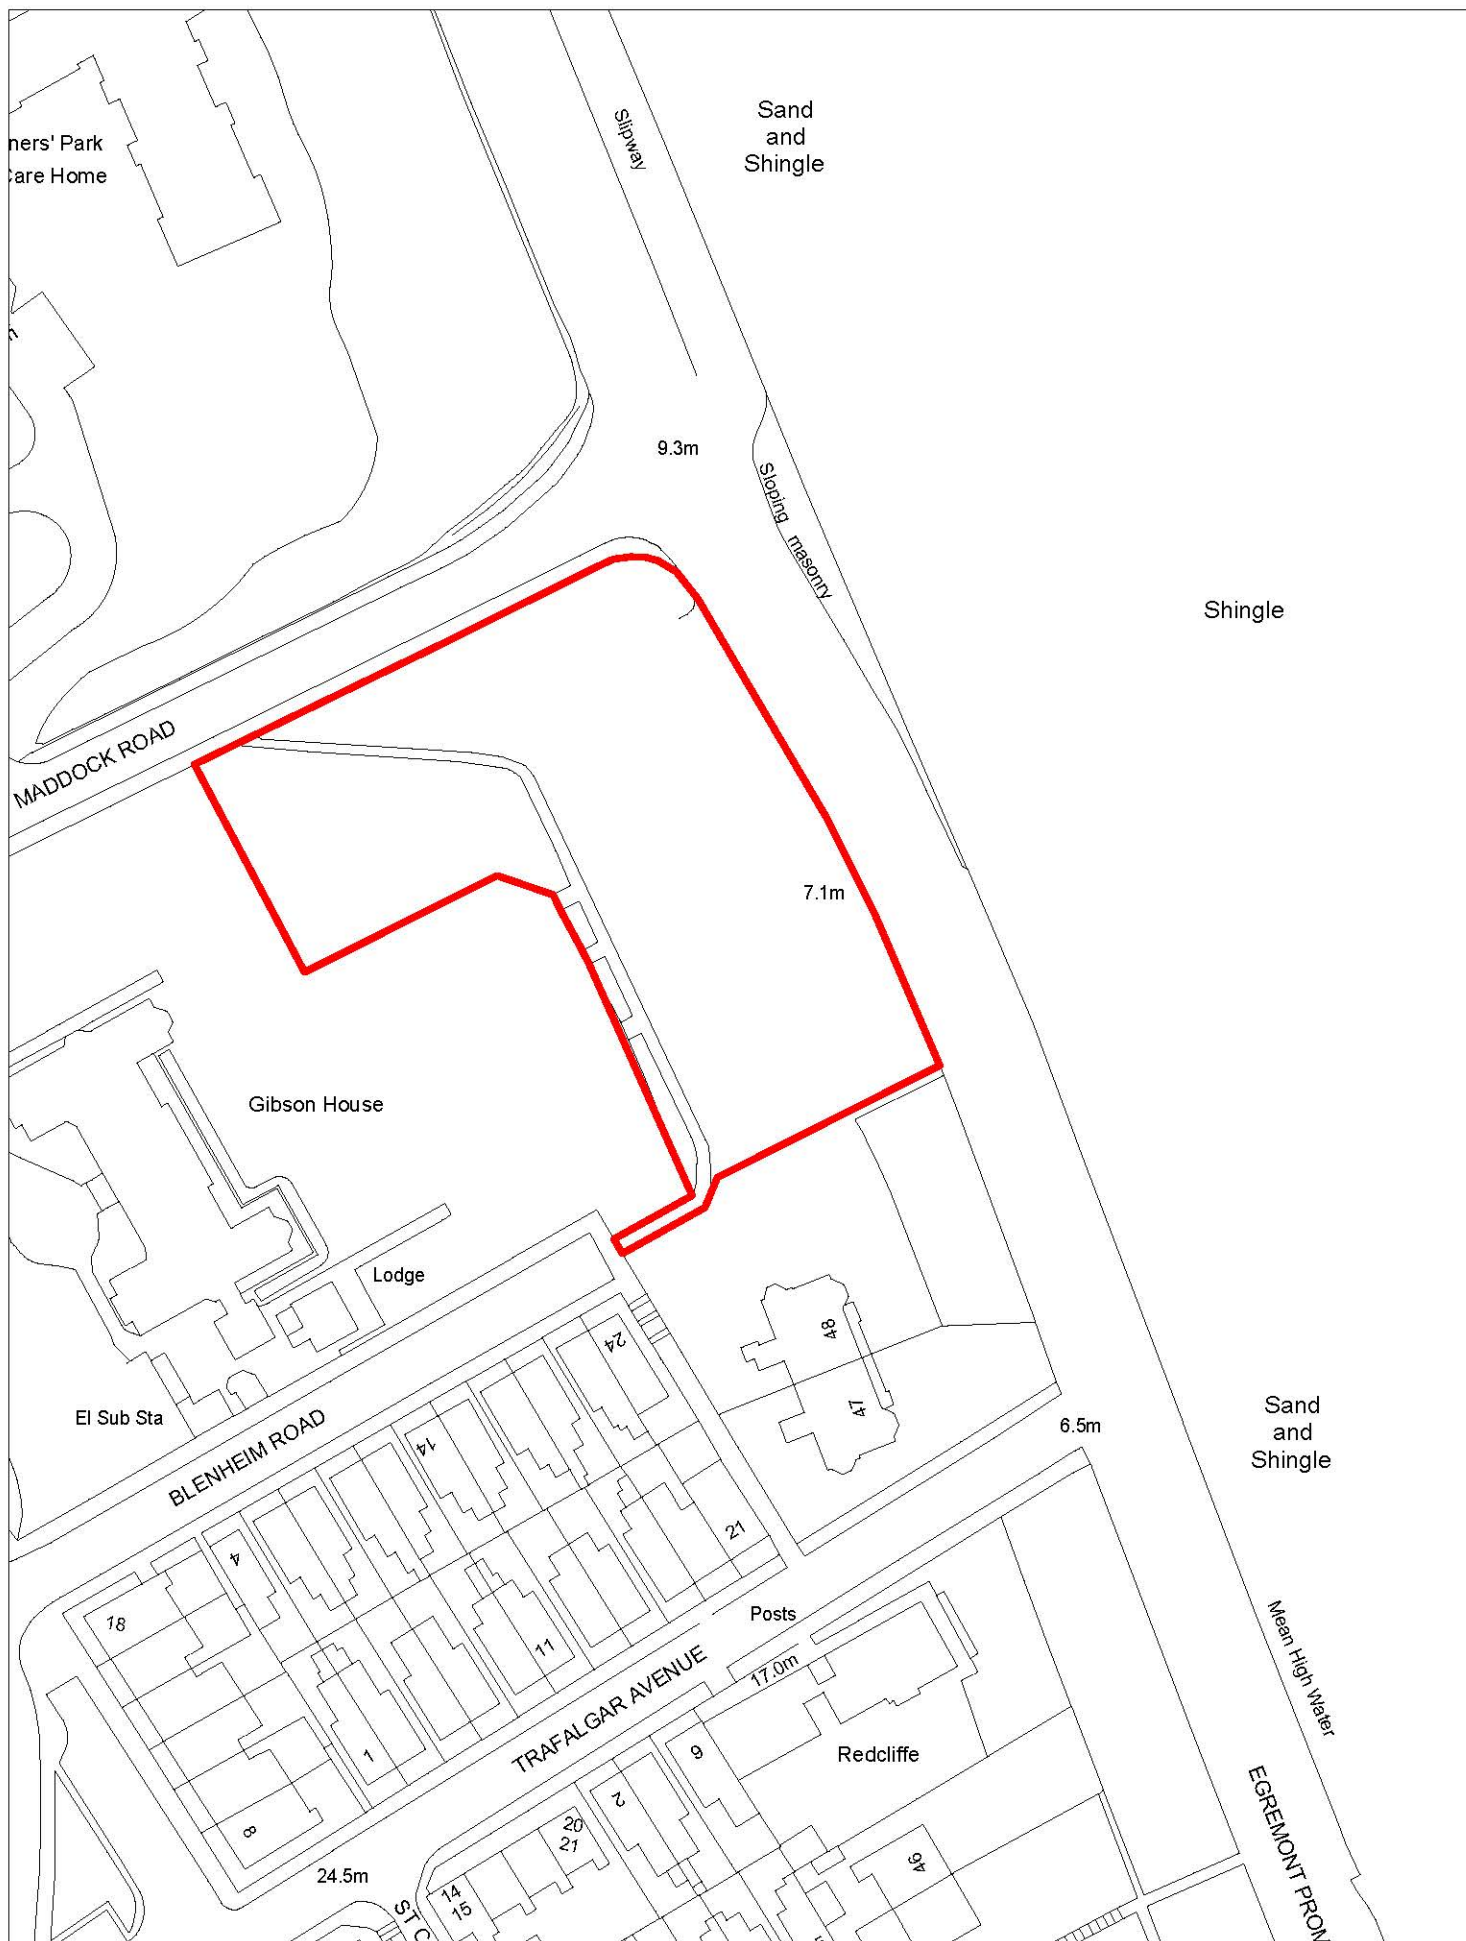 Sand
and
Shingle
Slipway
ners' Park
Care Home
9.3m
Sloping masonry
Shingle
MADDOCK ROAD
7.1m
Gibson House
Lodge
48
47
24
El Sub Sta
14
BLENHEIM ROAD
6.5m
Sand
and
Shingle
21
4
18
Posts
11
17.0m
Mean High Water
TRAFALGAR AVENUE
1
9
Redcliffe
2
8
20
21
EGREMONT PROM
46
24.5m
14
15
ST C